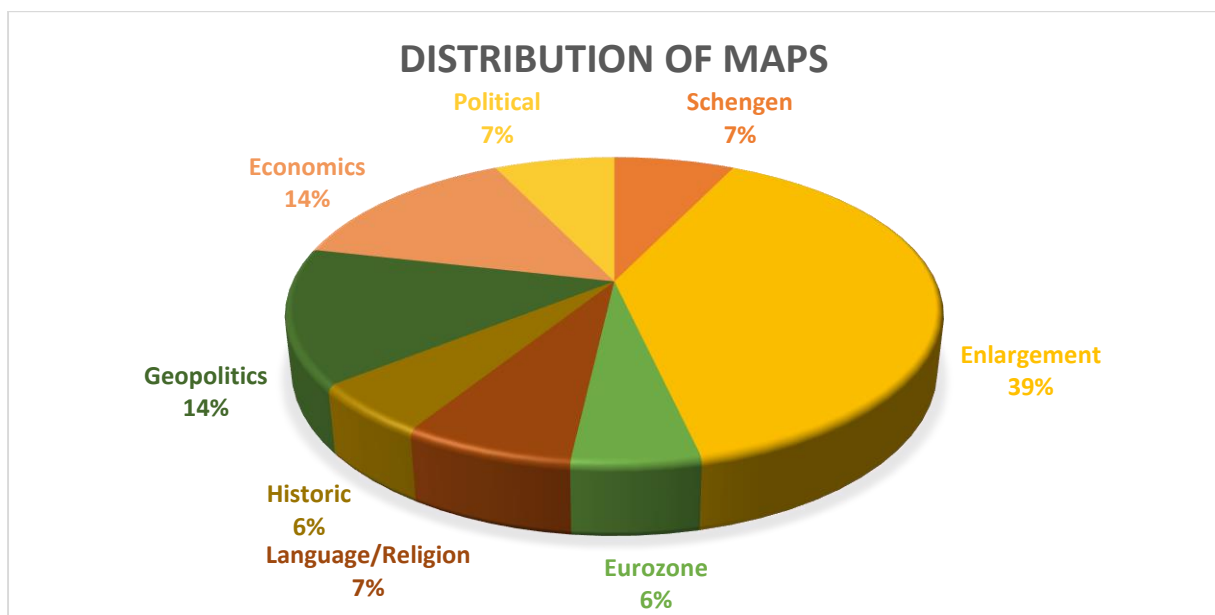 DISTRIBUTION OF MAPS
Political
7%
Schengen
7%
Economics
14%
Enlargement
39%
Geopolitics
14%
Historic
6%
Language/Religion
7%
Eurozone
6%